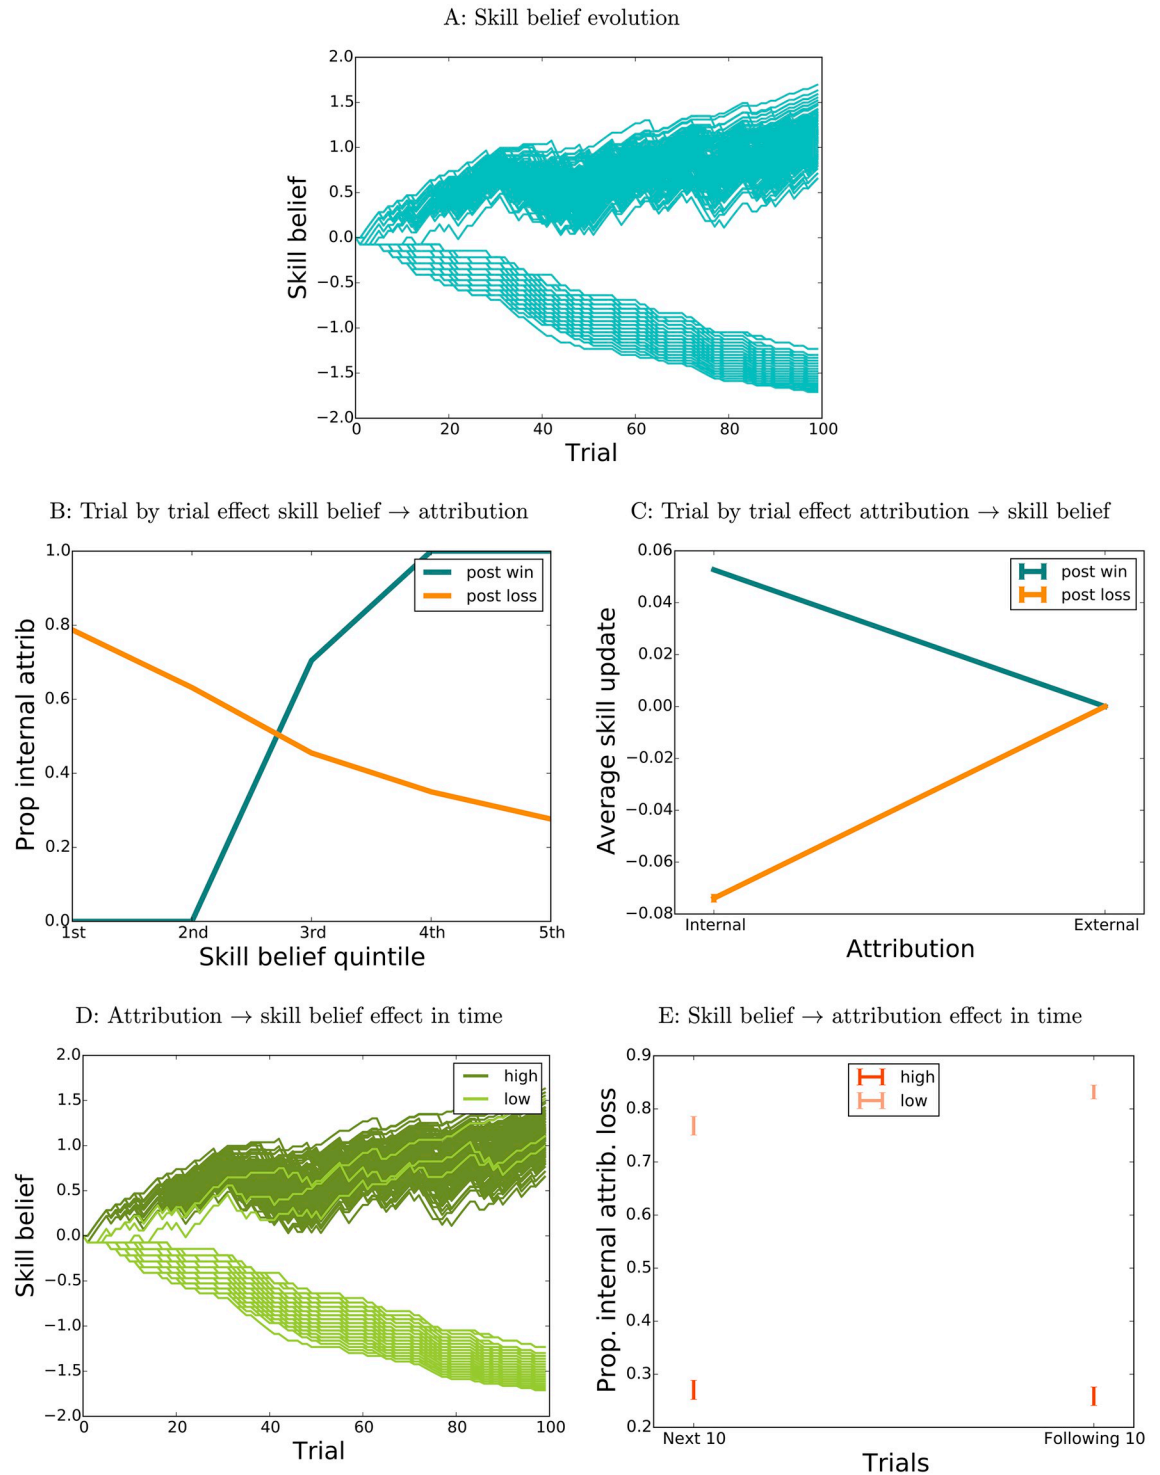 A: Skill belief evolution
2.0
1.5
1.0
0.5
0.0
−0.5
−1.0
−1.5
−2.0
Skill belief
0 20 40 60 80 100
Trial
B: Trial by trial effect skill belief → attribution
1.0
0.8
0.6
0.4
0.2
0.0
Prop internal attrib
post win
post loss
1st 2nd 3rd 4th 5th
Skill belief quintile
C: Trial by trial effect attribution → skill belief
0.06
0.04
0.02
0.00
−0.02
−0.04
−0.06
−0.08
Average skill update
post win
post loss
Internal External
Attribution
D: Attribution → skill belief effect in time
2.0
1.5
1.0
0.5
0.0
−0.5
−1.0
−1.5
−2.0
Skill belief
high
low
0 20 40 60 80 100
Trial
E: Skill belief → attribution effect in time
0.9
0.8
0.7
0.6
0.5
0.4
0.3
0.2
Prop. internal attrib. loss
high
low
Next 10 Following 10
Trials